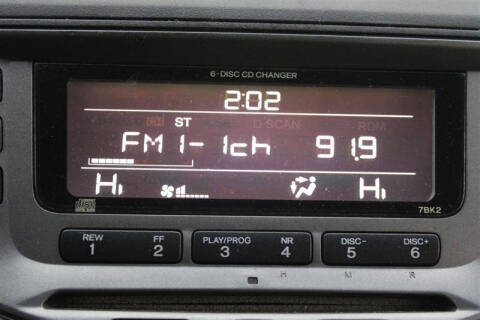 6-DISC CD CHANGER
2:02
ST
D-SCAN RDM
FM1-1ch 91.9
Hi Hi
disc 7BK2
REW FF PLAY/PROG NR DISC- DISC+
1 2 3 4 5 6
H M R